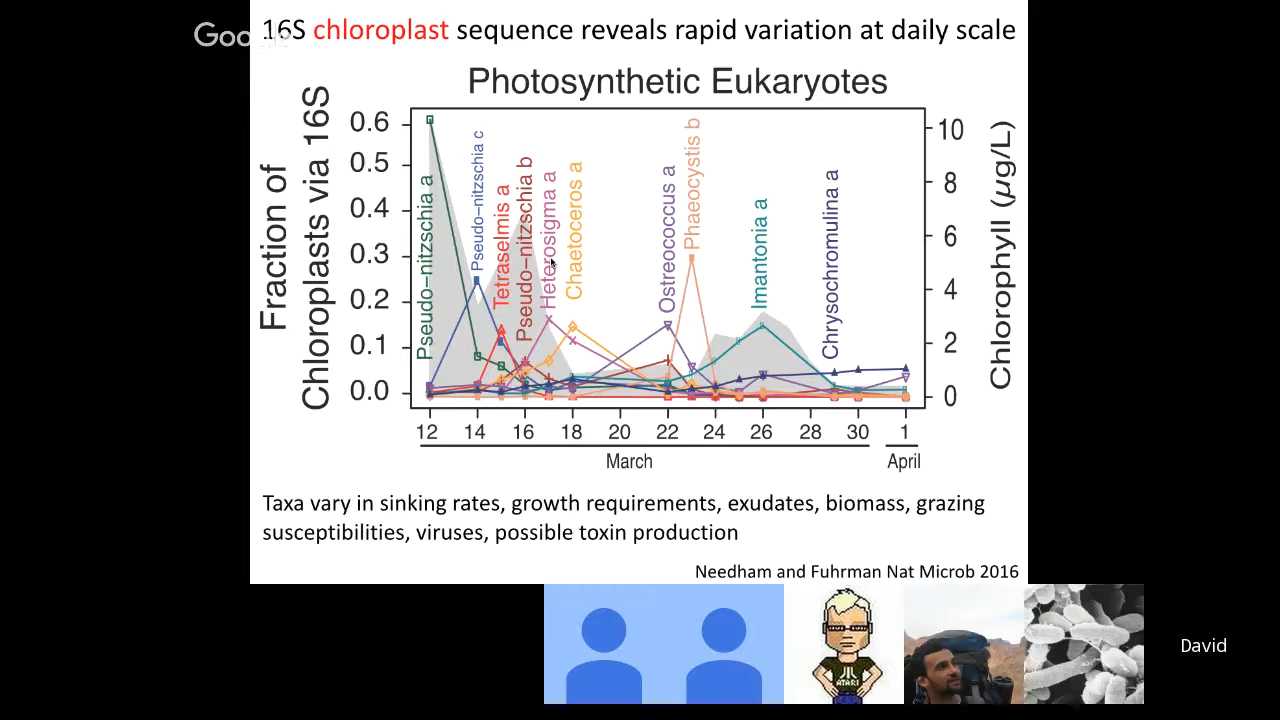 Google
16S chloroplast sequence reveals rapid variation at daily scale
Photosynthetic Eukaryotes
Fraction of
Chloroplasts via 16S
0.6
0.5
0.4
0.3
0.2
0.1
0.0
Pseudo−nitzschia a
Pseudo−nitzschia c
Tetraselmis a
Pseudo−nitzschia b
Heterosigma a
Chaetoceros a
Ostreococcus a
Phaeocystis b
Imantonia a
Chrysochromulina a
10
8
6
4
2
0
Chlorophyll (µg/L)
12 14 16 18 20 22 24 26 28 30 1
March April
Taxa vary in sinking rates, growth requirements, exudates, biomass, grazing
susceptibilities, viruses, possible toxin production
Needham and Fuhrman Nat Microb 2016
ATARI
David